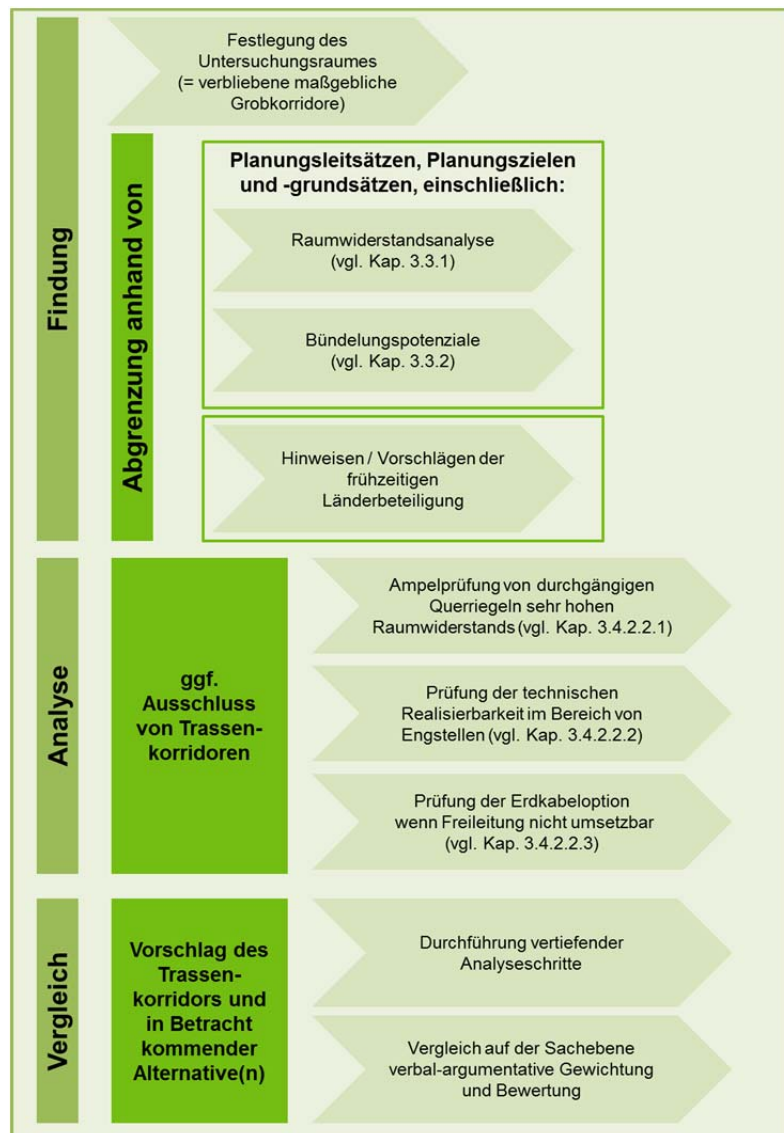 Findung
Festlegung des
Untersuchungsraumes
(= verbliebene maßgebliche
Grobkorridore)
Abgrenzung anhand von
Planungsleitsätzen, Planungszielen
und -grundsätzen, einschließlich:
Raumwiderstandsanalyse
(vgl. Kap. 3.3.1)
Bündelungspotenziale
(vgl. Kap. 3.3.2)
Hinweisen / Vorschlägen der
frühzeitigen
Länderbeteiligung
Analyse
ggf.
Ausschluss
von Trassen-
korridoren
Ampelprüfung von durchgängigen
Querriegeln sehr hohen
Raumwiderstands (vgl. Kap. 3.4.2.2.1)
Prüfung der technischen
Realisierbarkeit im Bereich von
Engstellen (vgl. Kap. 3.4.2.2.2)
Prüfung der Erdkabeloption
wenn Freileitung nicht umsetzbar
(vgl. Kap. 3.4.2.2.3)
Vergleich
Vorschlag des
Trassen-
korridors und
in Betracht
kommender
Alternative(n)
Durchführung vertiefender
Analyseschritte
Vergleich auf der Sachebene
verbal-argumentative Gewichtung
und Bewertung